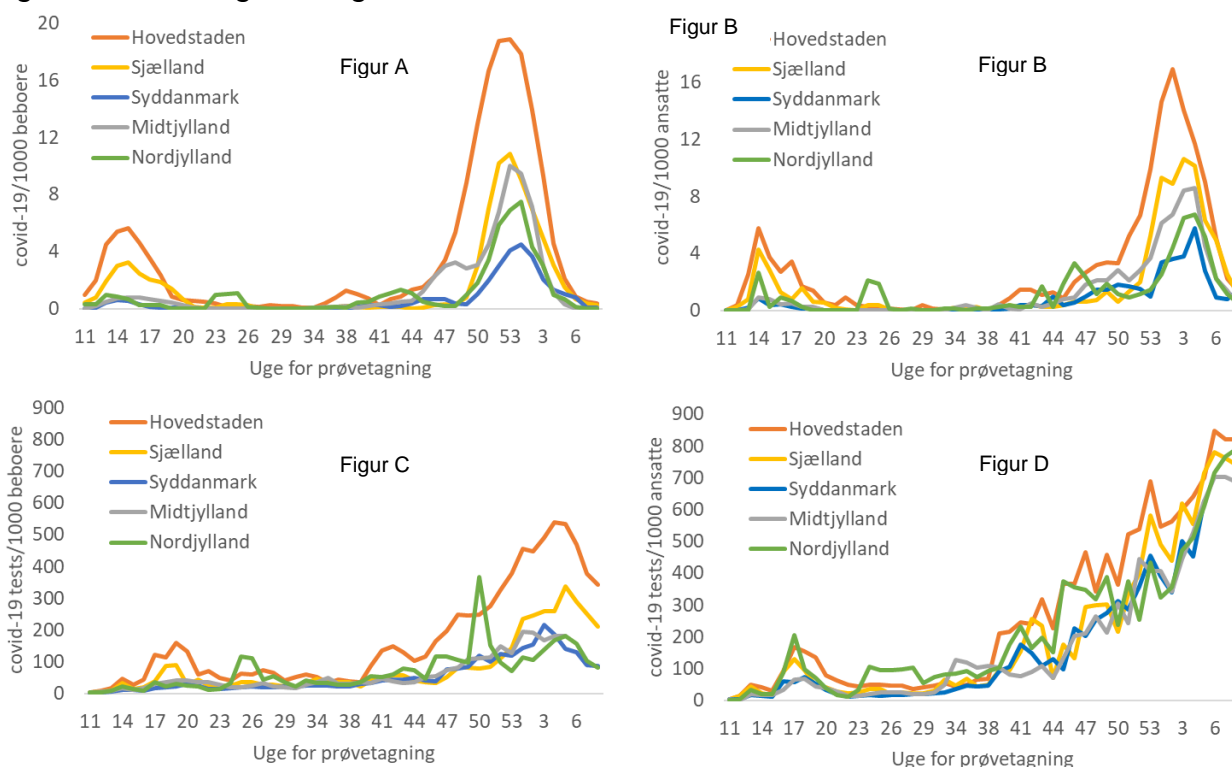 20
16
12
8
4
0
covid-19/1000 beboere
Hovedstaden
Sjælland
Syddanmark
Midtjylland
Nordjylland
Figur A
11 14 17 20 23 26 29 34 38 41 44 47 50 53 3 6
Uge for prøvetagning
Figur B
16
12
8
4
0
covid-19/1000 ansatte
Hovedstaden
Sjælland
Syddanmark
Midtjylland
Nordjylland
Figur B
11 14 17 20 23 26 29 34 38 41 44 47 50 53 3 6
Uge for prøvetagning
900
800
700
600
500
400
300
200
100
0
covid-19 tests/1000 beboere
Hovedstaden
Sjælland
Syddanmark
Midtjylland
Nordjylland
Figur C
11 14 17 20 23 26 29 35 38 41 44 47 50 53 3 6
Uge for prøvetagning
900
800
700
600
500
400
300
200
100
0
covid-19 tests/1000 ansatte
Hovedstaden
Sjælland
Syddanmark
Midtjylland
Nordjylland
Figur D
11 14 17 20 23 26 29 34 38 41 44 47 50 53 3 6
Uge for prøvetagning